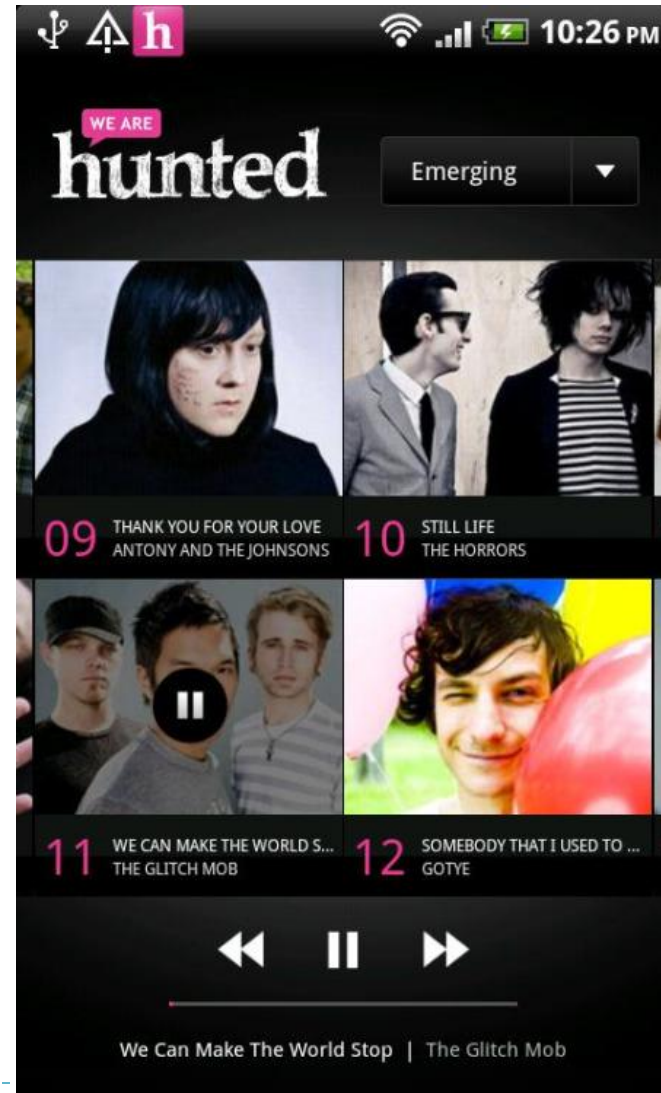 h
10:26 PM
WE ARE
hunted
Emerging
09
THANK YOU FOR YOUR LOVE
ANTONY AND THE JOHNSONS
10
STILL LIFE
THE HORRORS
11
WE CAN MAKE THE WORLD S...
THE GLITCH MOB
12
SOMEBODY THAT I USED TO ...
GOTYE
We Can Make The World Stop | The Glitch Mob